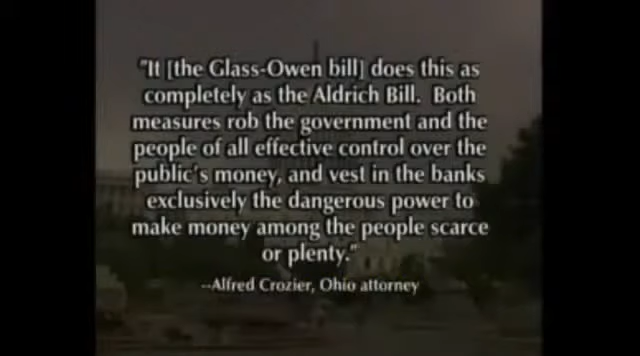 "It [the Glass-Owen bill] does this as
completely as the Aldrich Bill. Both
measures rob the government and the
people of all effective control over the
public's money, and vest in the banks
exclusively the dangerous power to
make money among the people scarce
or plenty."
--Alfred Crozier, Ohio attorney